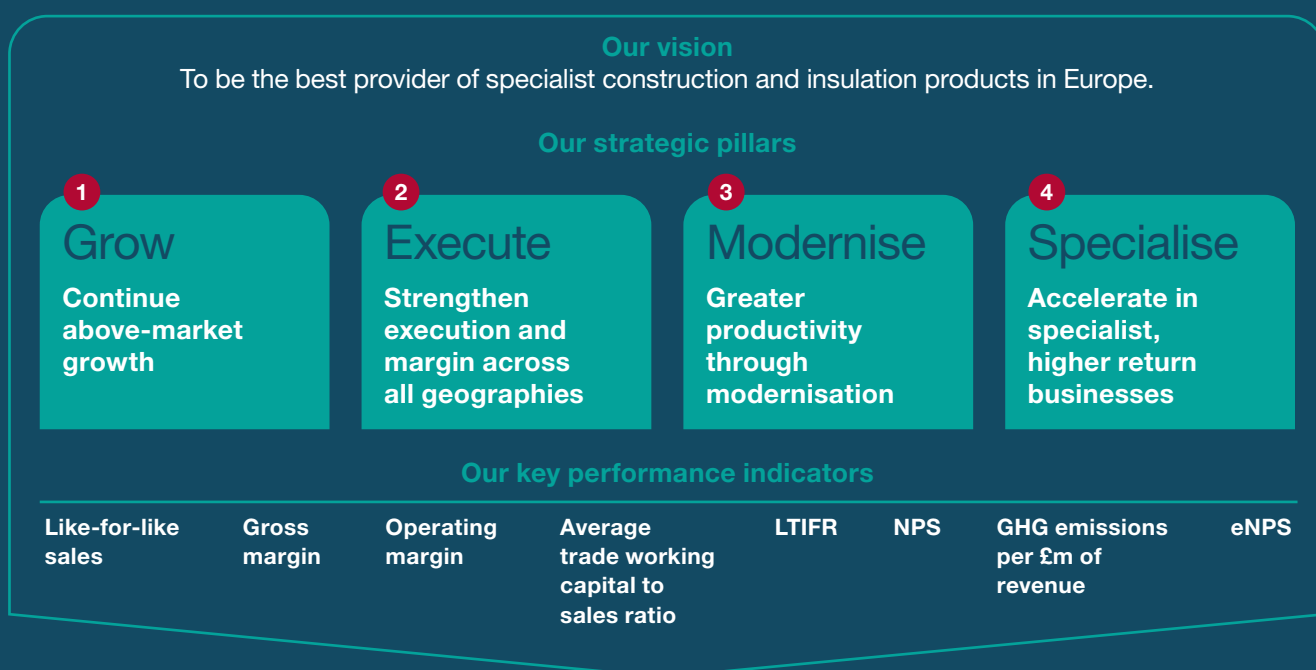 Our vision
To be the best provider of specialist construction and insulation products in Europe.
Our strategic pillars
1
Grow
Continue
above-market
growth
2
Execute
Strengthen
execution and
margin across
all geographies
3
Modernise
Greater
productivity
through
modernisation
4
Specialise
Accelerate in
specialist,
higher return
businesses
Our key performance indicators
Like-for-like
sales
Gross
margin
Operating
margin
Average
trade working
capital to
sales ratio
LTIFR
NPS
GHG emissions
per £m of
revenue
eNPS